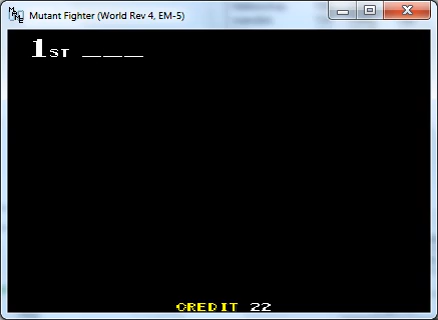 Mutant Fighter (World Rev 4, EM-5)
1ST ___
CREDIT 22